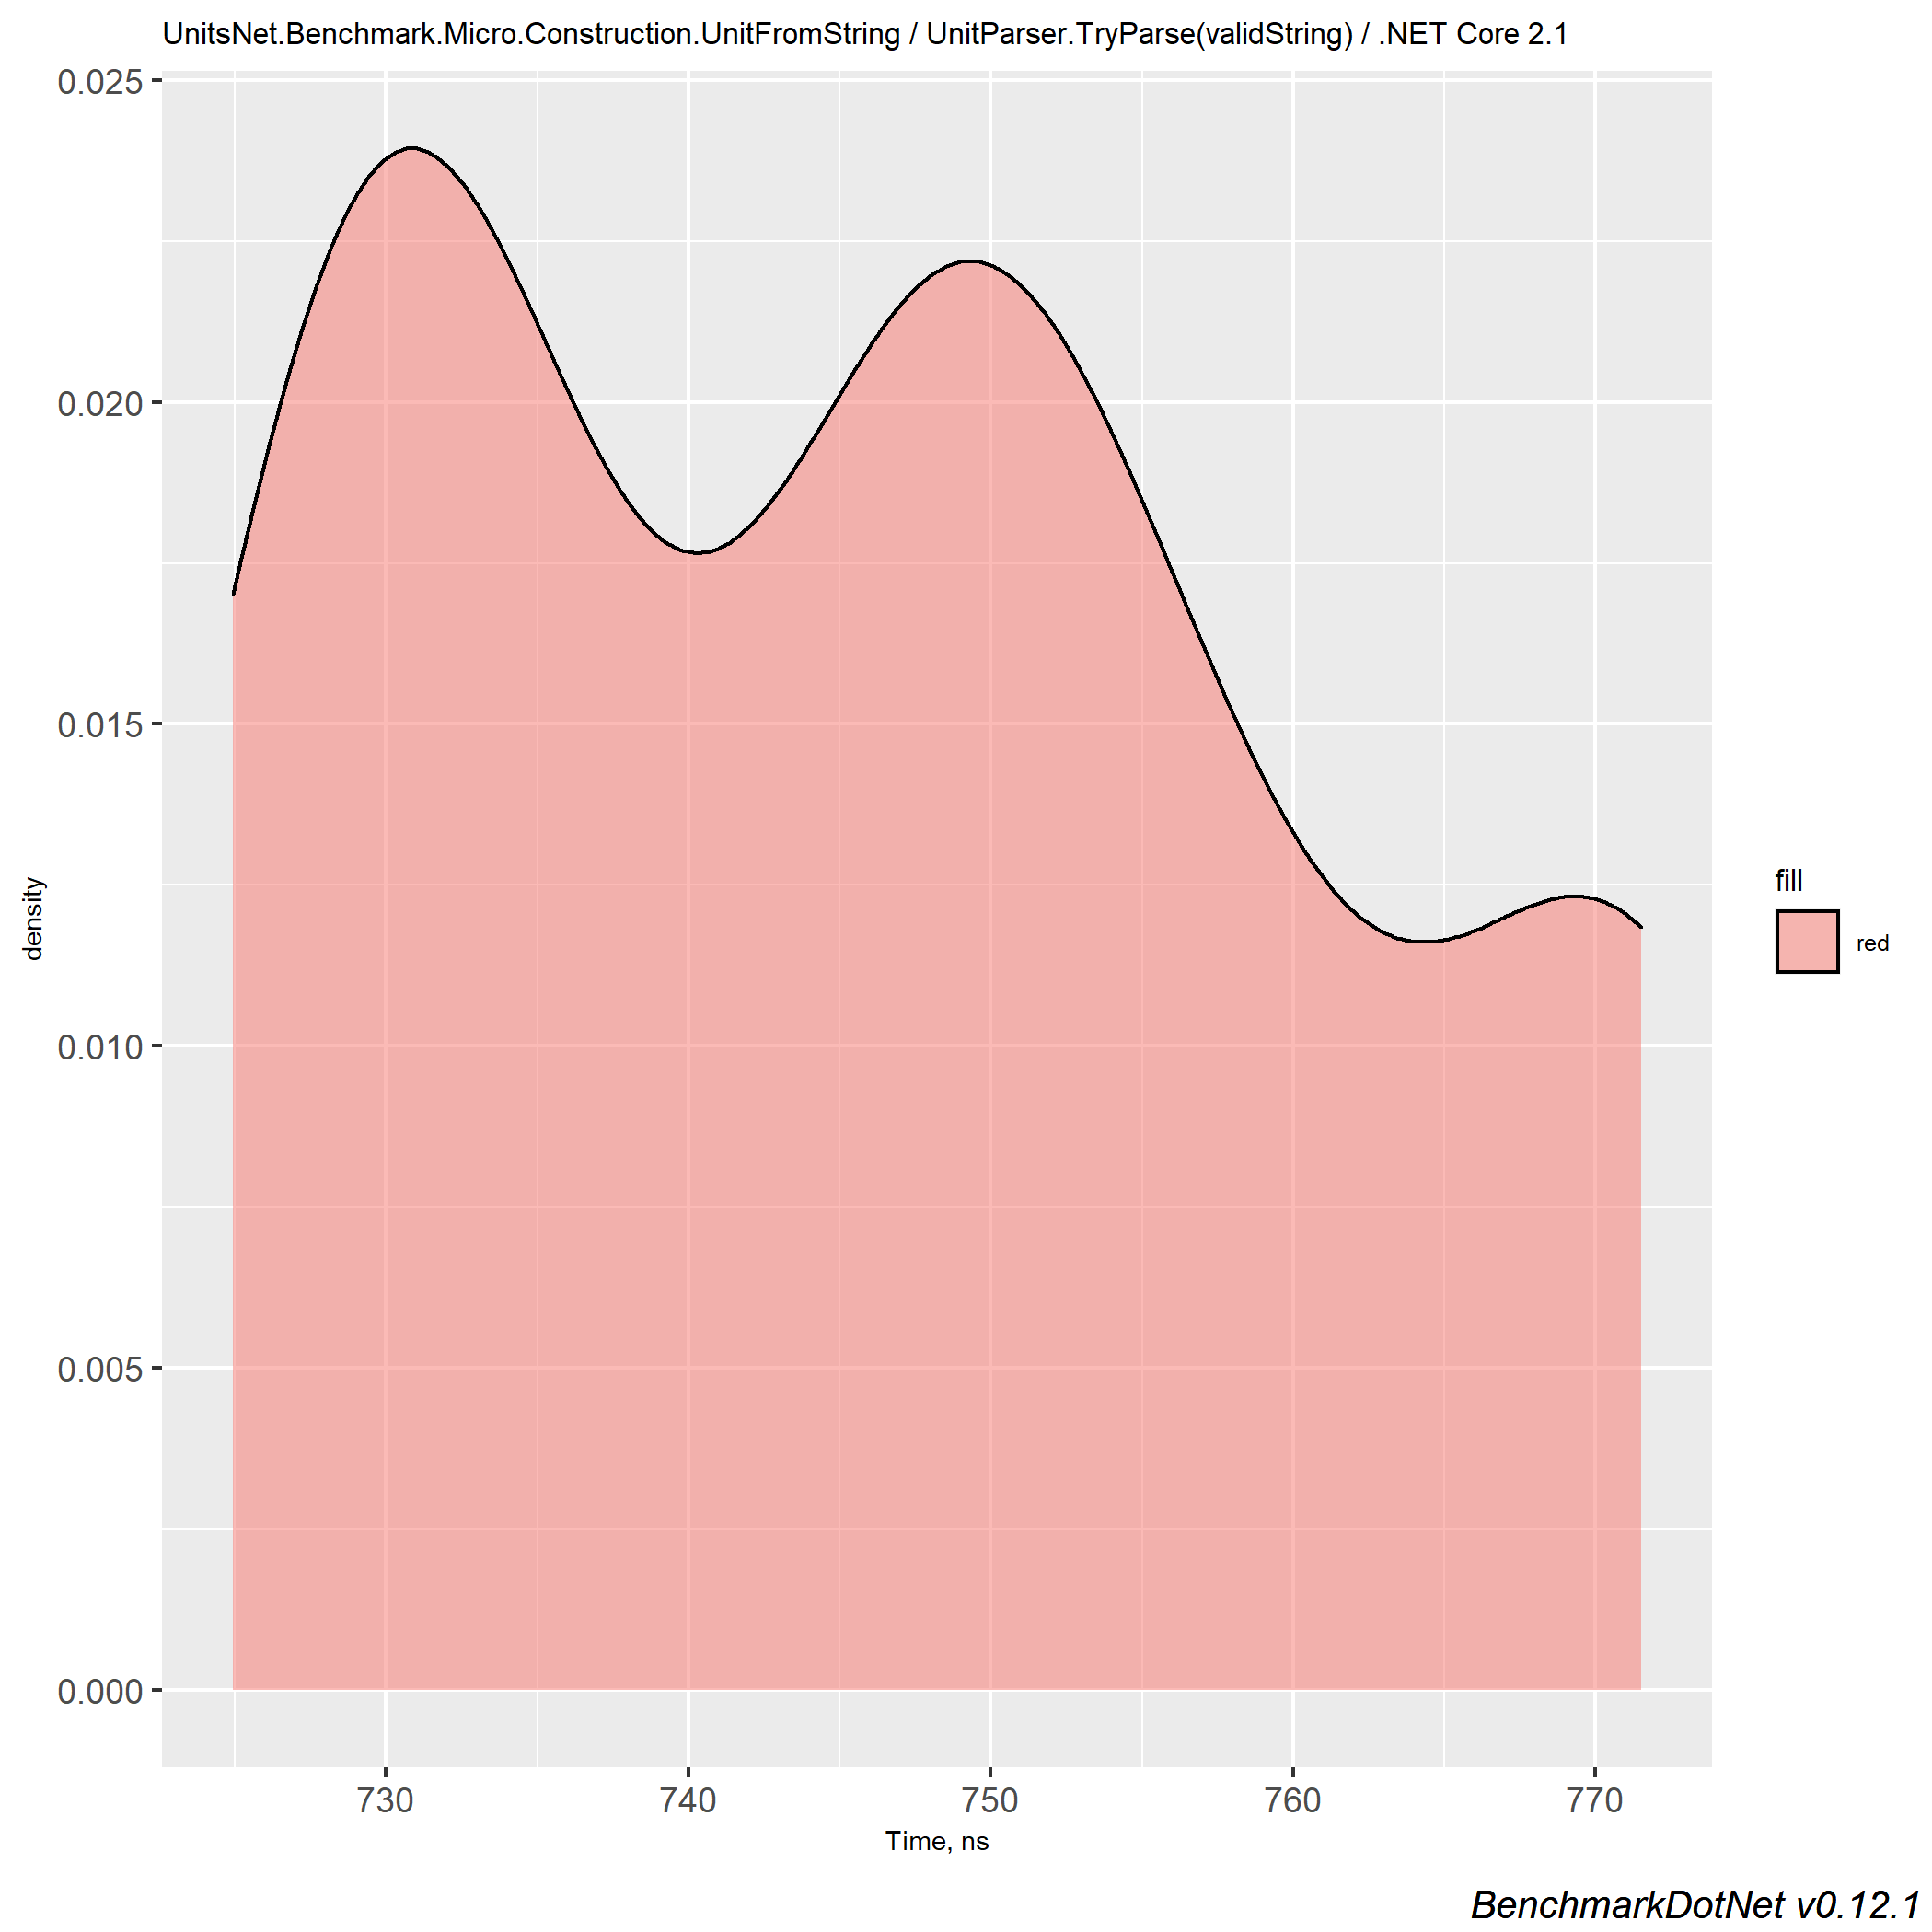 UnitsNet.Benchmark.Micro.Construction.UnitFromString / UnitParser.TryParse(validString) / .NET Core 2.1
0.025
0.020
0.015
0.010
0.005
0.000
density
730 740 750 760 770
Time, ns
fill
red
BenchmarkDotNet v0.12.1